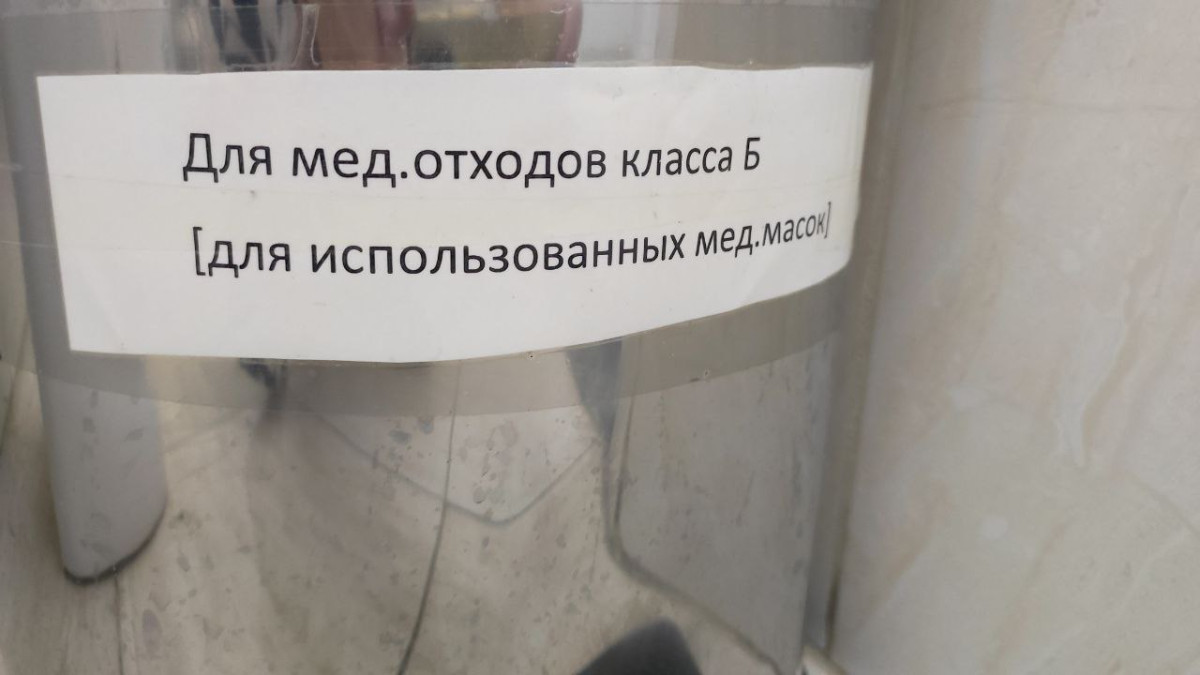 Для мед.отходов класса Б
[для использованных мед.масок]